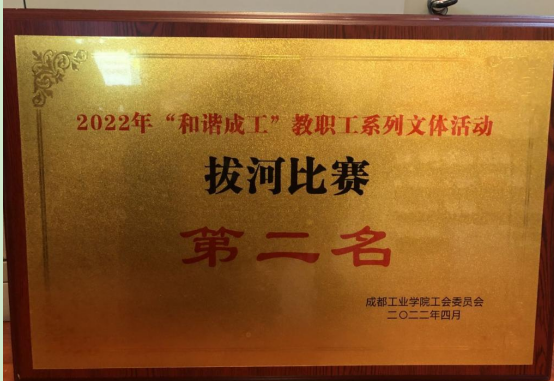 2022年“和谐成工”教职工系列文体活动
拔河比赛
第二名
成都工业学院工会委员会
二〇二二年四月